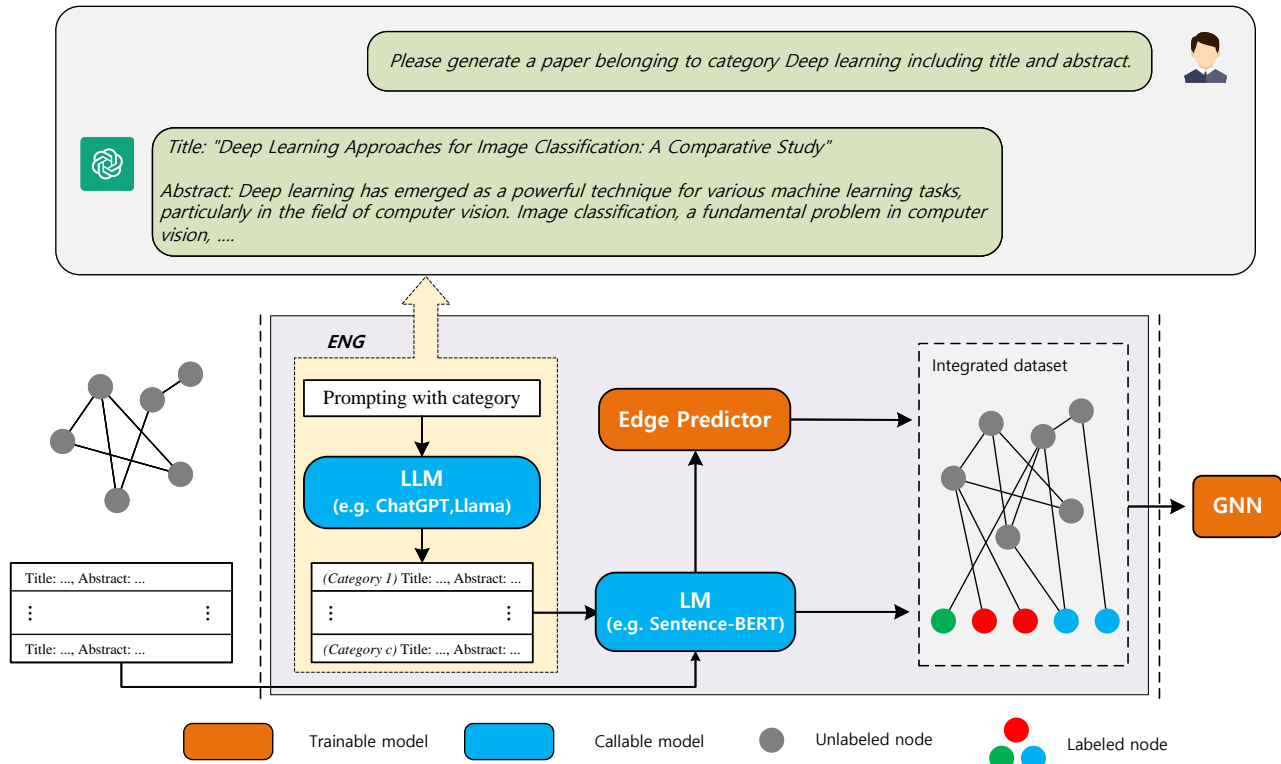 Please generate a paper belonging to category Deep learning including title and abstract.
Title: "Deep Learning Approaches for Image Classification: A Comparative Study"
Abstract: Deep learning has emerged as a powerful technique for various machine learning tasks,
particularly in the field of computer vision. Image classification, a fundamental problem in computer
vision, ....
ENG
Prompting with category
LLM
(e.g. ChatGPT,Llama)
(Category 1) Title: ..., Abstract: ...
⋮ ⋮
(Category c) Title: ..., Abstract: ...
Title: ..., Abstract: ...
⋮ ⋮
Title: ..., Abstract: ...
Edge Predictor
LM
(e.g. Sentence-BERT)
Integrated dataset
GNN
Trainable model
Callable model
Unlabeled node
Labeled node